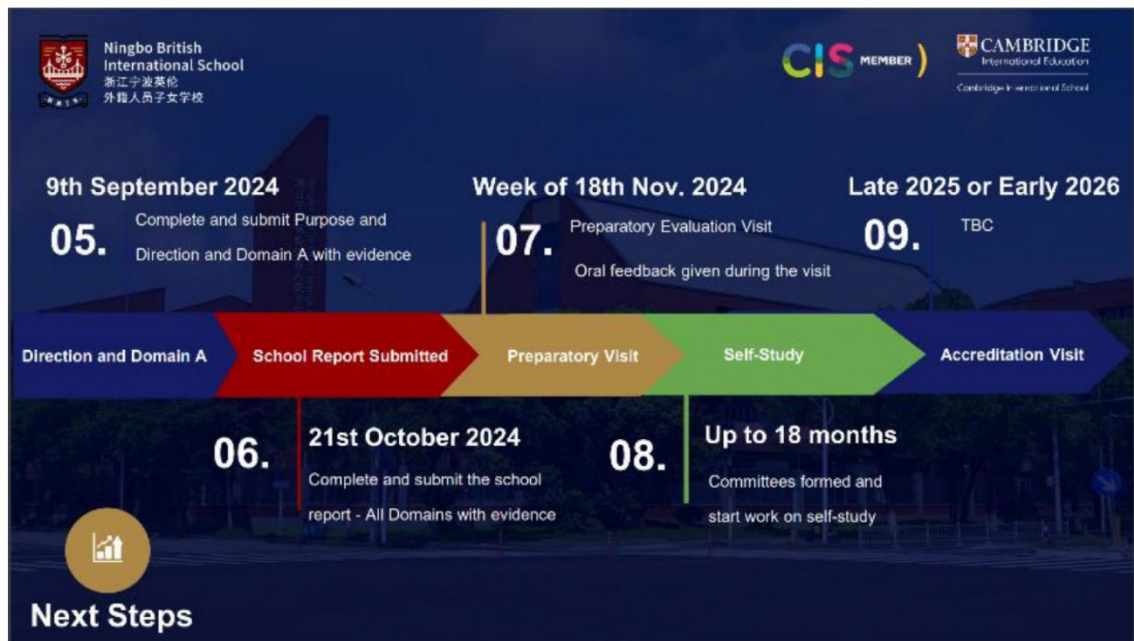 Ningbo British
International School
浙江宁波英伦
外籍人员子女学校
NBIS
CIS MEMBER
CAMBRIDGE
International Education
Cambridge International School
9th September 2024
05.
Complete and submit Purpose and
Direction and Domain A with evidence
Week of 18th Nov. 2024
07.
Preparatory Evaluation Visit
Oral feedback given during the visit
Late 2025 or Early 2026
09.
TBC
Direction and Domain A
School Report Submitted
Preparatory Visit
Self-Study
Accreditation Visit
06.
21st October 2024
Complete and submit the school
report - All Domains with evidence
08.
Up to 18 months
Committees formed and
start work on self-study
Next Steps